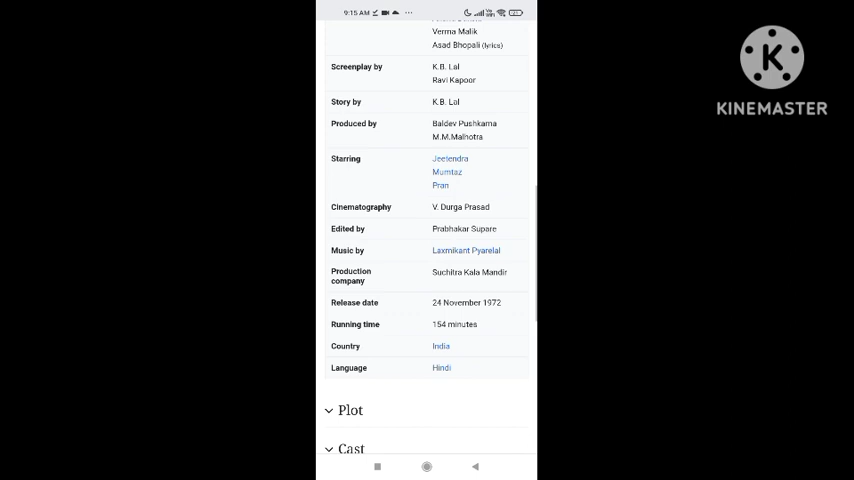 9:15 AM
KINEMASTER
Verma Malik
Asad Bhopali (lyrics)
Screenplay by K.B. Lal
Ravi Kapoor
Story by K.B. Lal
Produced by Baldev Pushkarna
M.M.Malhotra
Starring Jeetendra
Mumtaz
Pran
Cinematography V. Durga Prasad
Edited by Prabhakar Supare
Music by Laxmikant Pyarelal
Production company Suchitra Kala Mandir
Release date 24 November 1972
Running time 154 minutes
Country India
Language Hindi
Plot
Cast